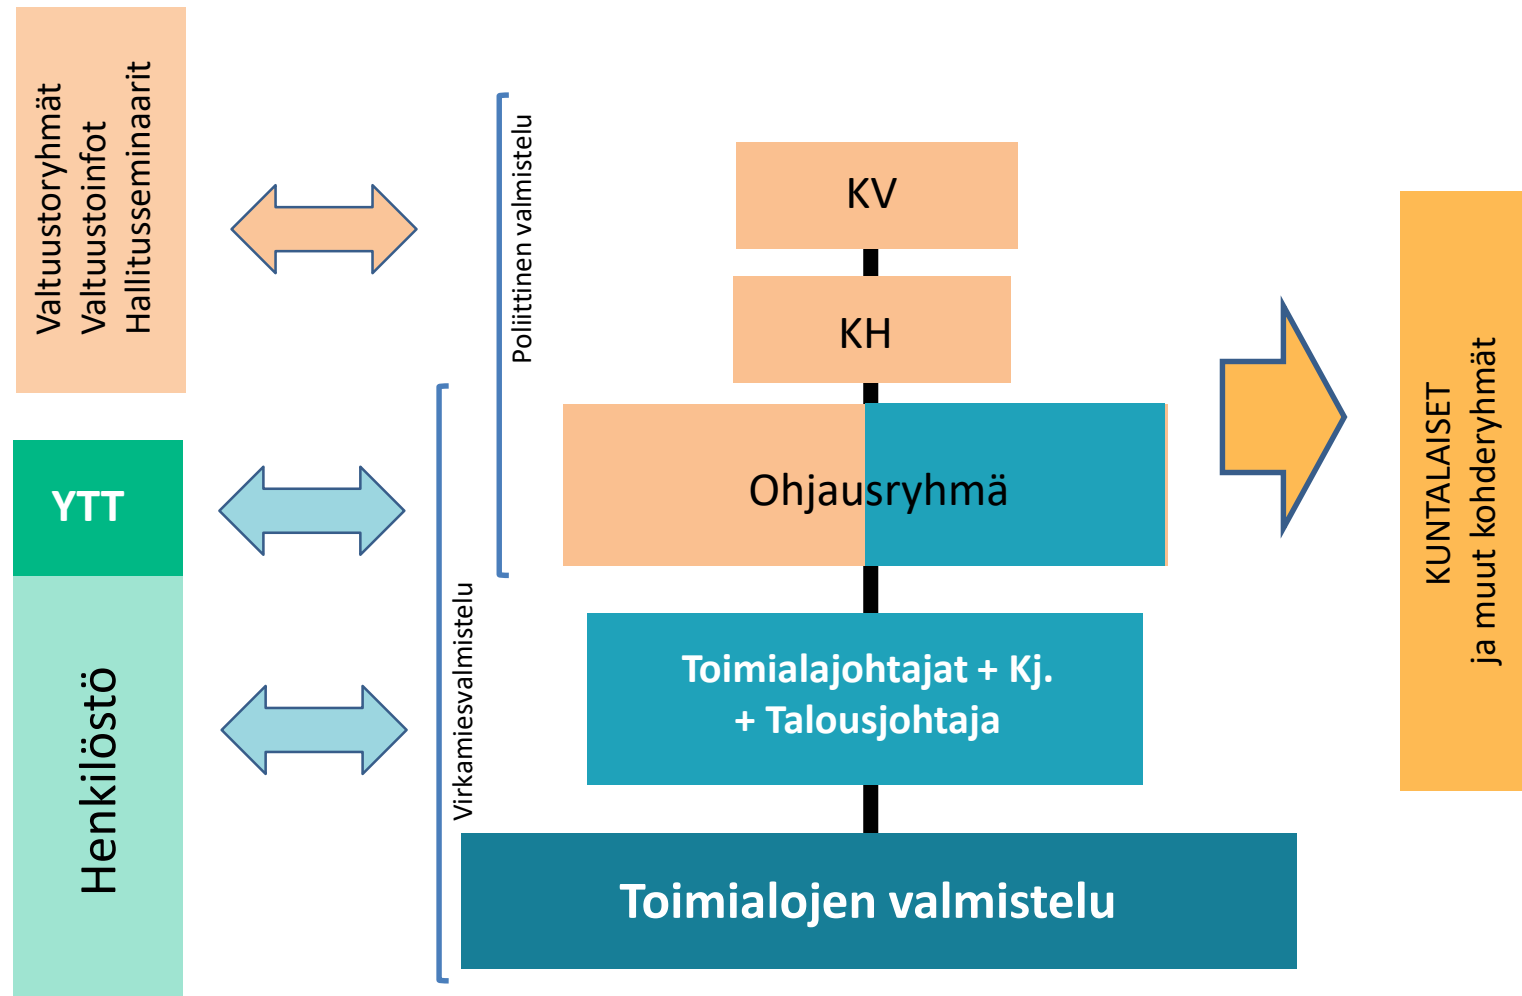 Valtuustoryhmät
Valtuustoinfot
Hallitusseminaarit
YTT
Henkilöstö
Poliittinen valmistelu
Virkamiesvalmistelu
KV
KH
Ohjausryhmä
Toimialajohtajat + Kj.
+ Talousjohtaja
Toimialojen valmistelu
KUNTALAISET
ja muut kohderyhmät